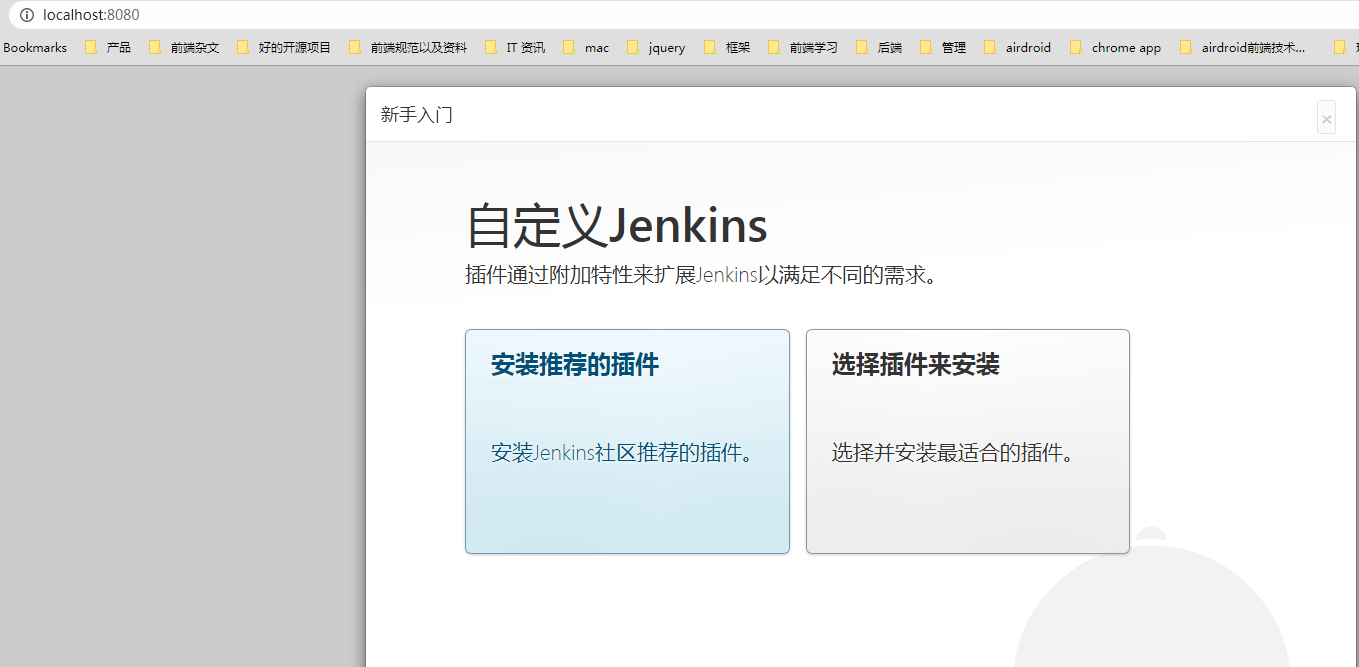 localhost:8080
Bookmarks 产品 前端杂文 好的开源项目 前端规范以及资料 IT 资讯 mac jquery 框架 前端学习 后端 管理 airdroid chrome app airdroid前端技术...
新手入门 ×
自定义Jenkins
插件通过附加特性来扩展Jenkins以满足不同的需求。
安装推荐的插件 选择插件来安装
安装Jenkins社区推荐的插件。 选择并安装最适合的插件。